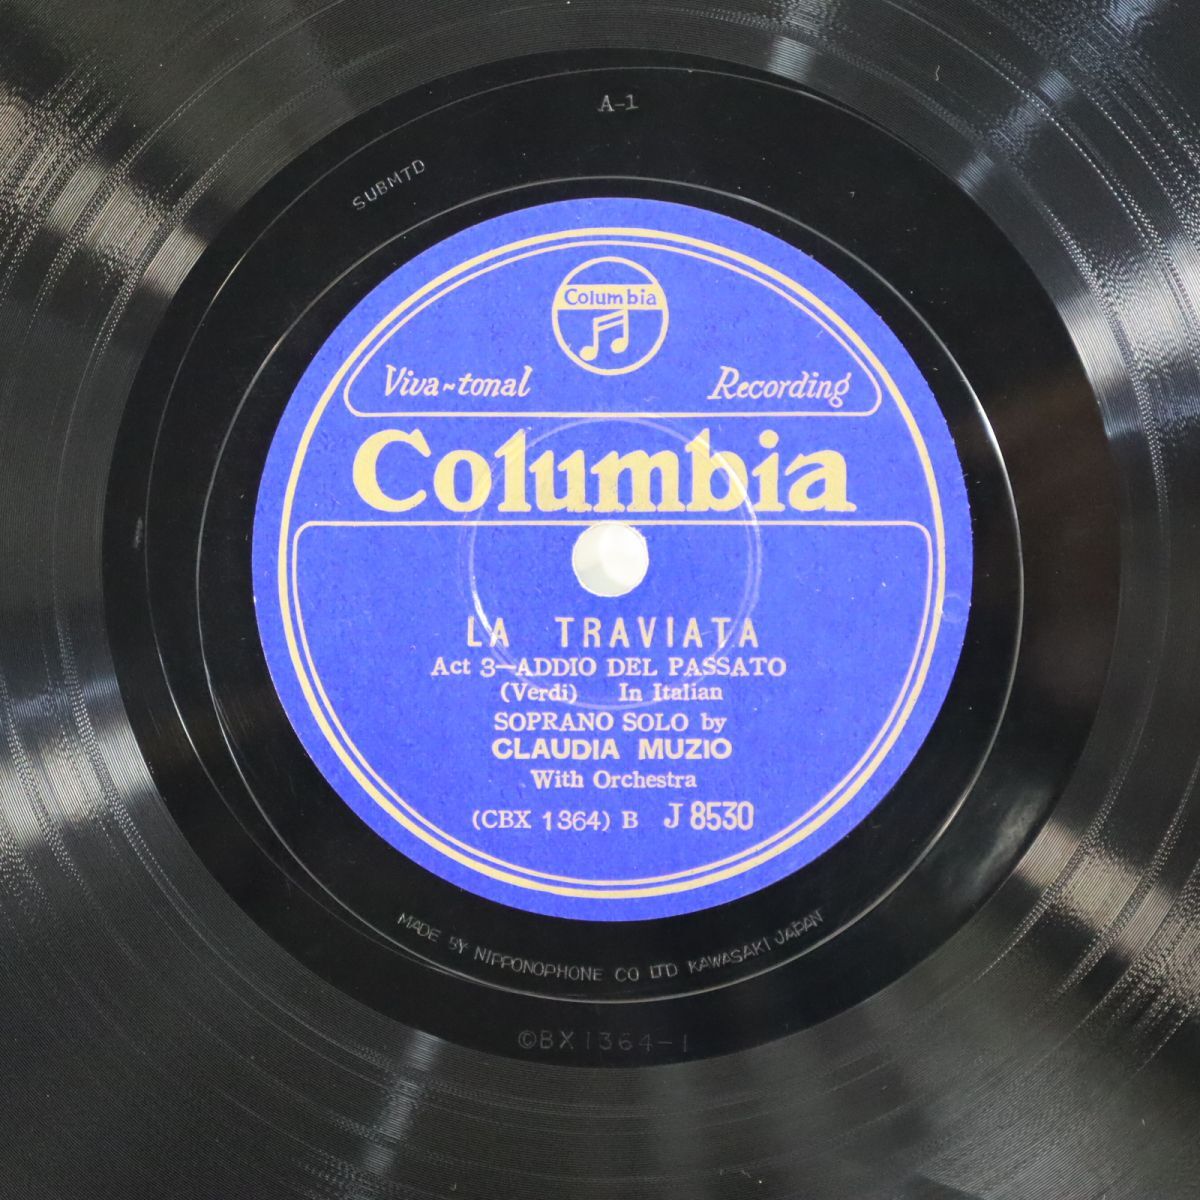 A-1
SUBMTD
Columbia
Viva~tonal Recording
Columbia
LA TRAVIATA
Act 3—ADDIO DEL PASSATO
(Verdi) In Italian
SOPRANO SOLO by
CLAUDIA MUZIO
With Orchestra
(CBX 1364) B J 8530
MADE BY NIPPONOPHONE CO LTD KAWASAKI JAPAN
©BX1364-1